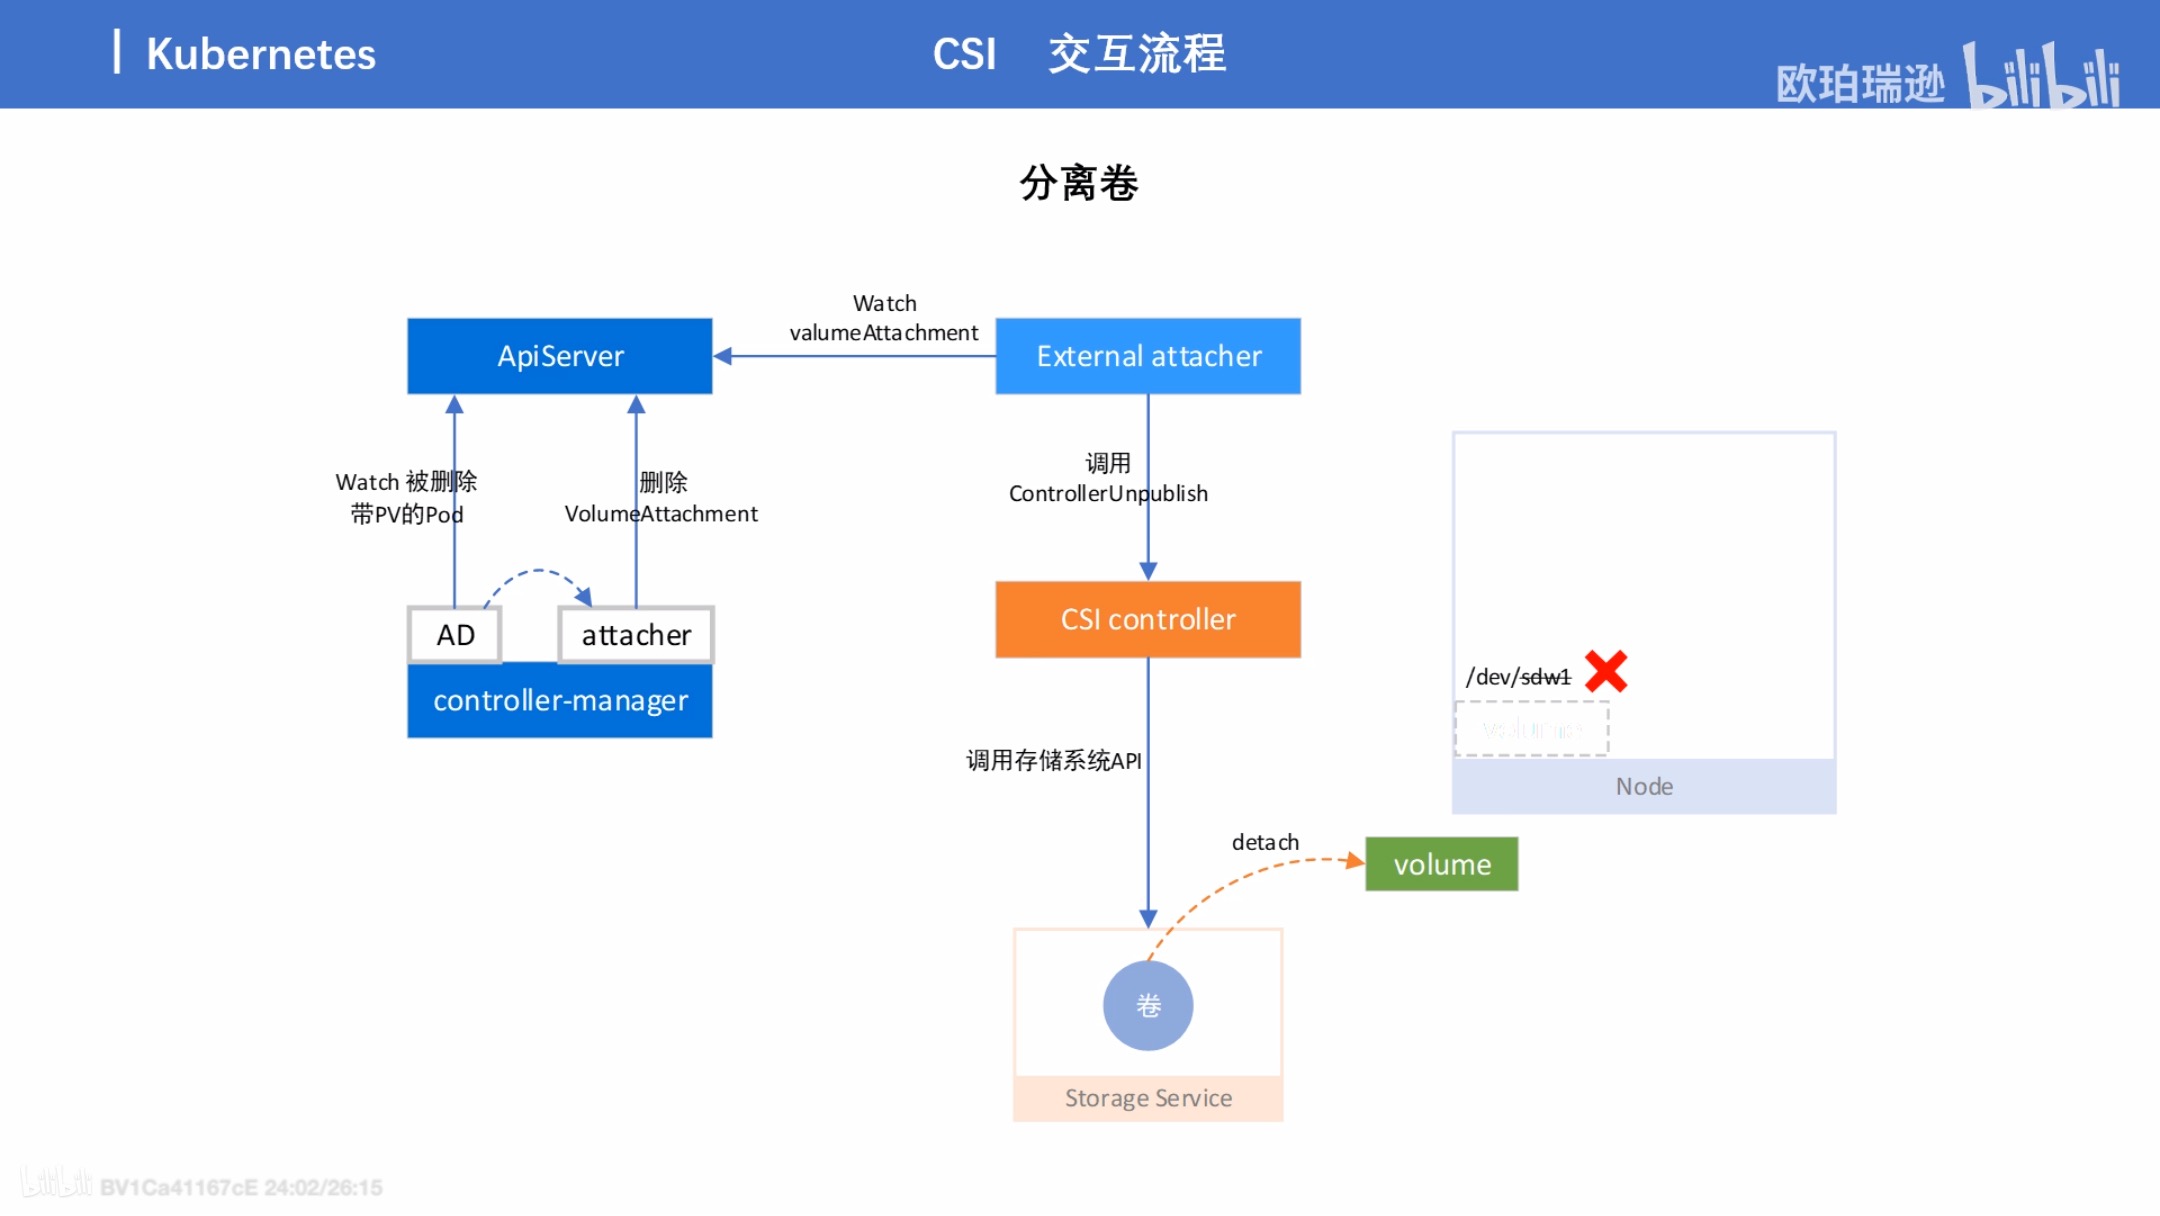 Kubernetes
CSI 交互流程
欧珀瑞逊 bilibili
分离卷
Watch
valumeAttachment
ApiServer
External attacher
Watch 被删除
带PV的Pod
删除
VolumeAttachment
调用
ControllerUnpublish
AD
attacher
controller-manager
CSI controller
/dev/sdw1
volume
Node
调用存储系统API
detach
volume
卷
Storage Service
bilibili BV1Ca41167cE 24:02/26:15